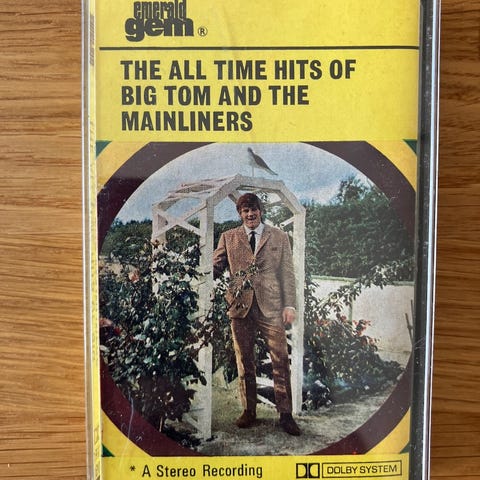 emerald
gem ®
THE ALL TIME HITS OF
BIG TOM AND THE
MAINLINERS
* A Stereo Recording
DOLBY SYSTEM